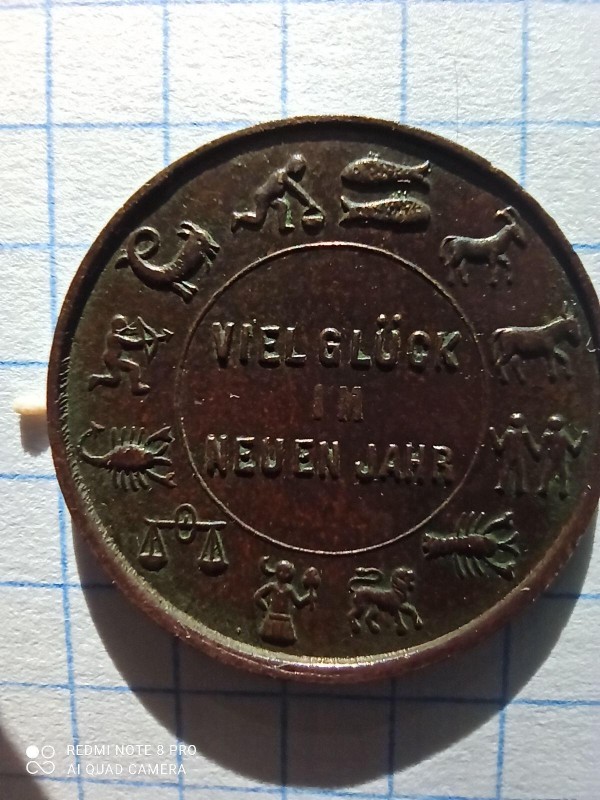 VIEL GLÜCK
IM
NEUEN JAHR
REDMI NOTE 8 PRO
AI QUAD CAMERA